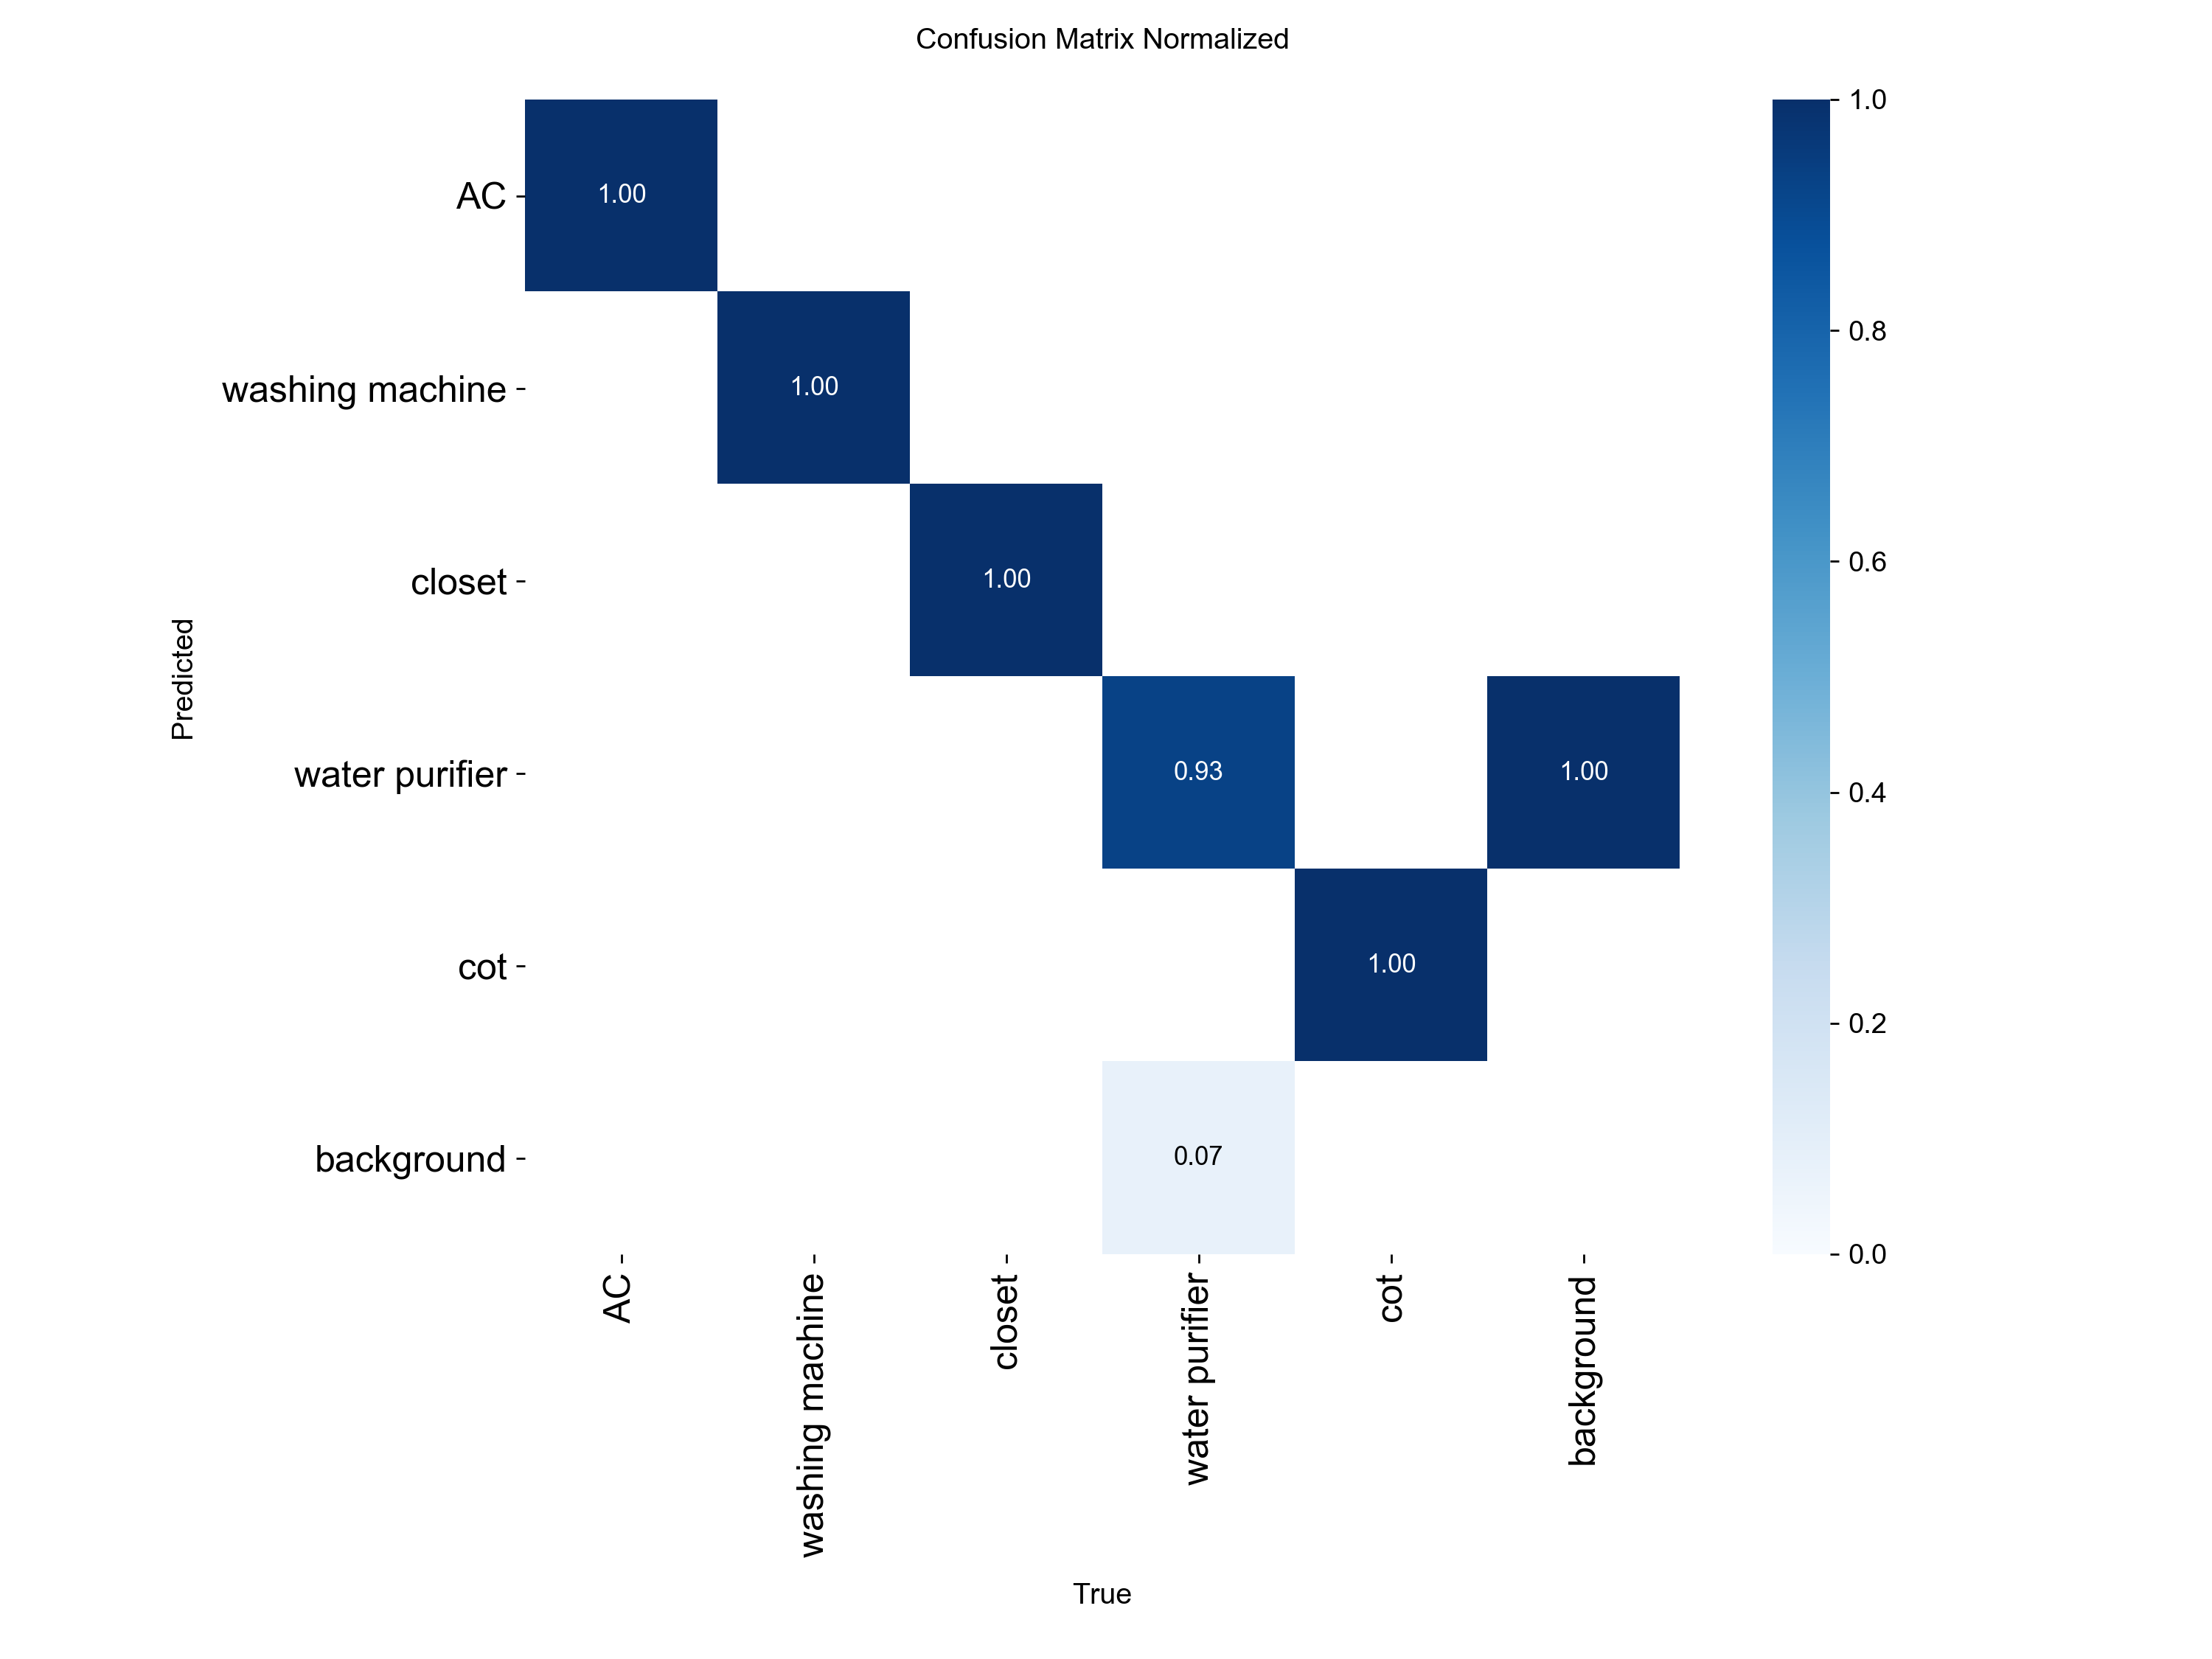 Confusion Matrix Normalized
1.0
AC
1.00
0.8
washing machine
1.00
0.6
closet
1.00
Predicted
water purifier
0.93
1.00
0.4
cot
1.00
0.2
background
0.07
0.0
AC
washing machine
closet
water purifier
cot
background
True